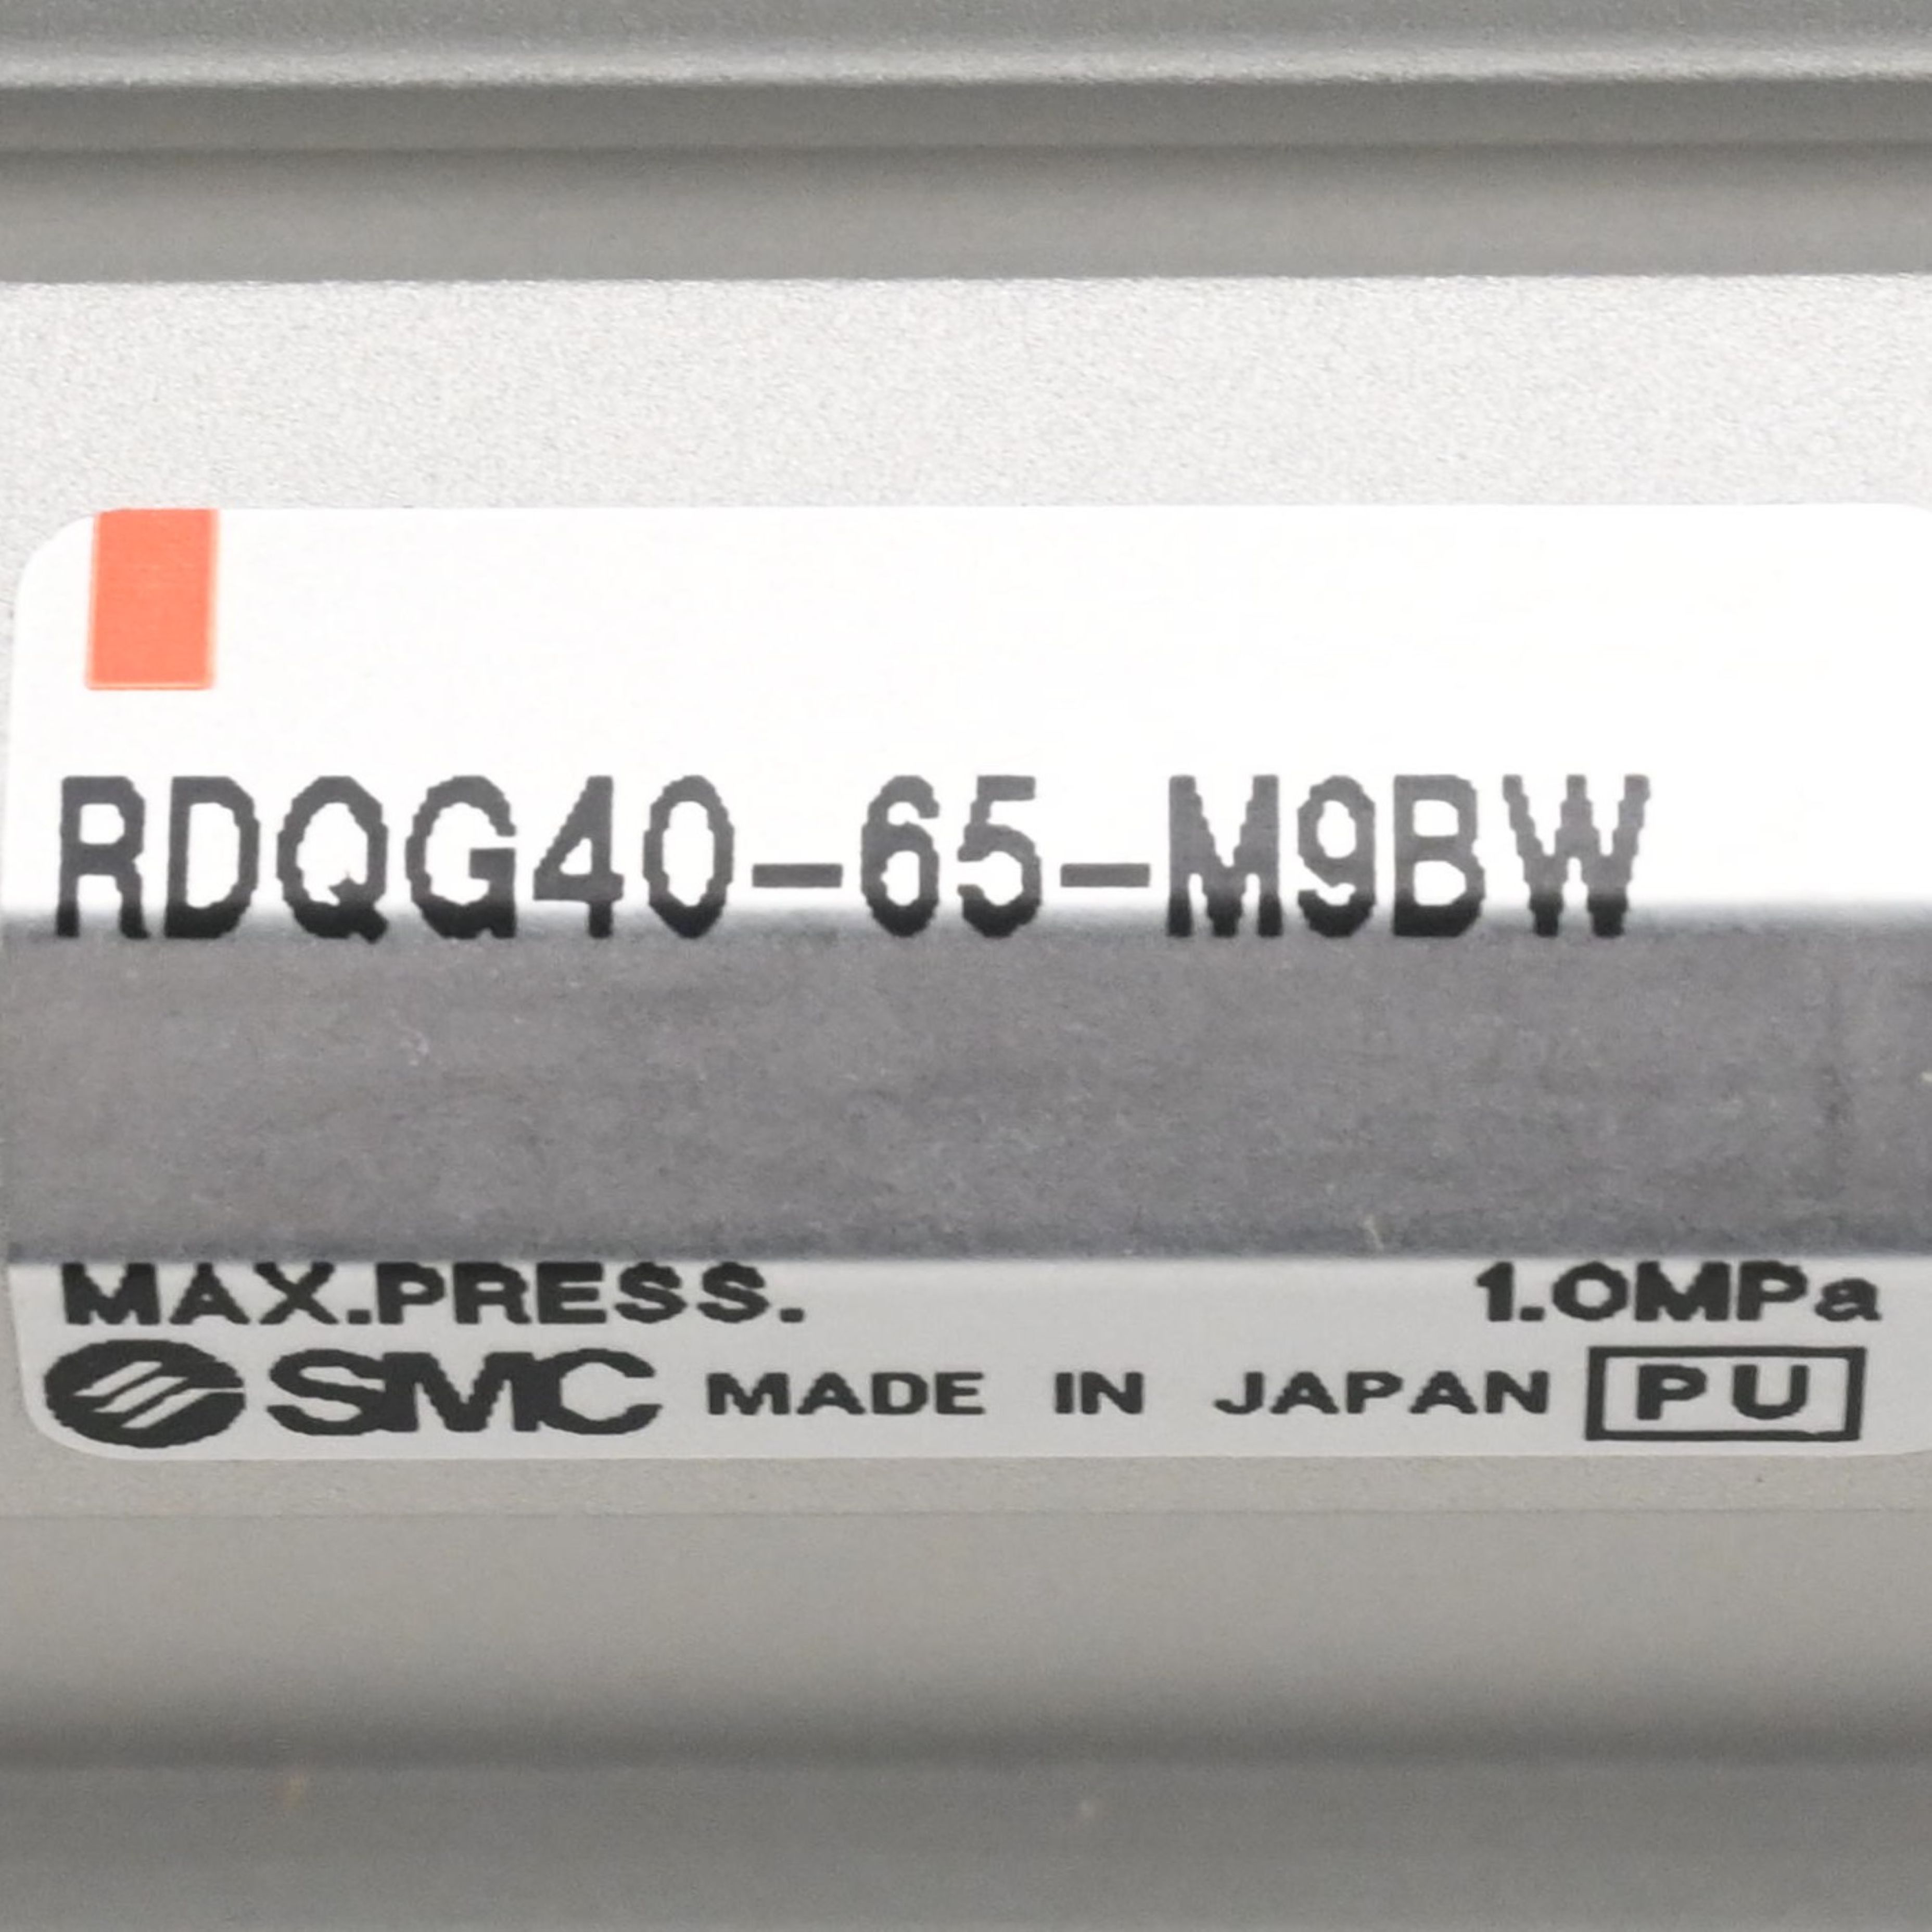 RDQG40-65-M9BW
MAX.PRESS. 1.0MPa
SMC MADE IN JAPAN PU